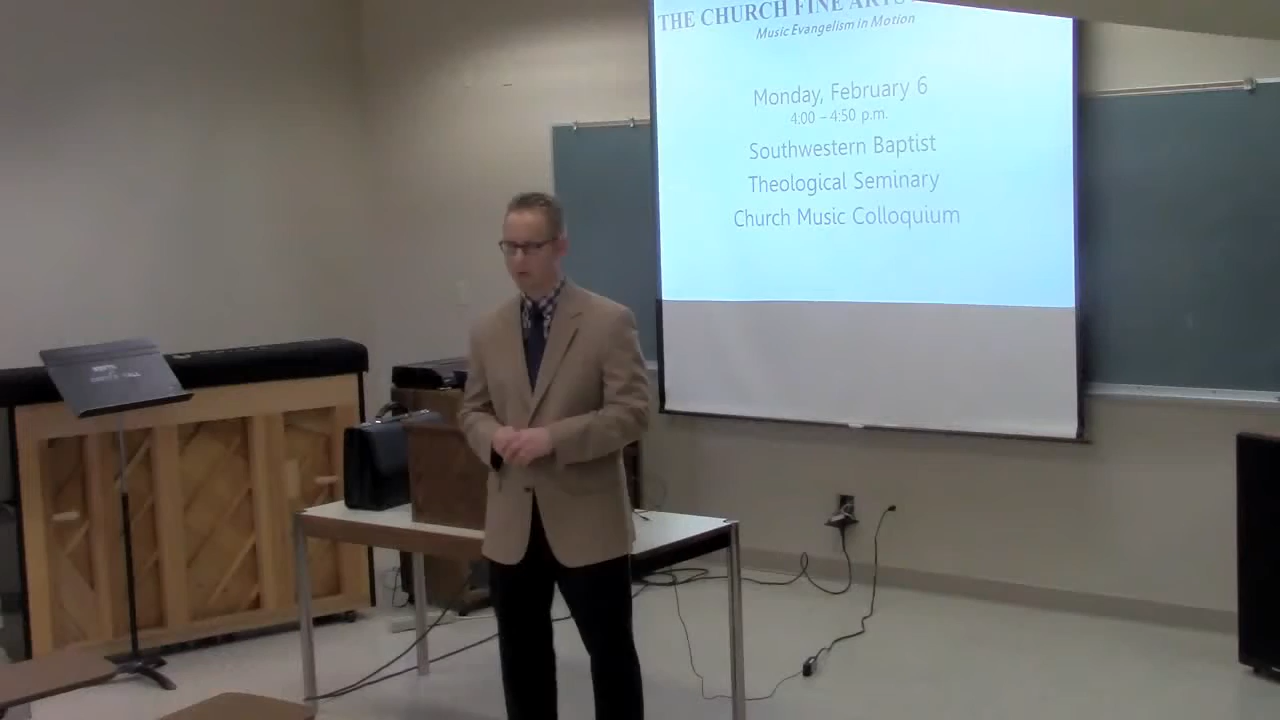 THE CHURCH FINE ARTS
Music Evangelism in Motion
Monday, February 6
4:00 – 4:50 p.m.
Southwestern Baptist
Theological Seminary
Church Music Colloquium